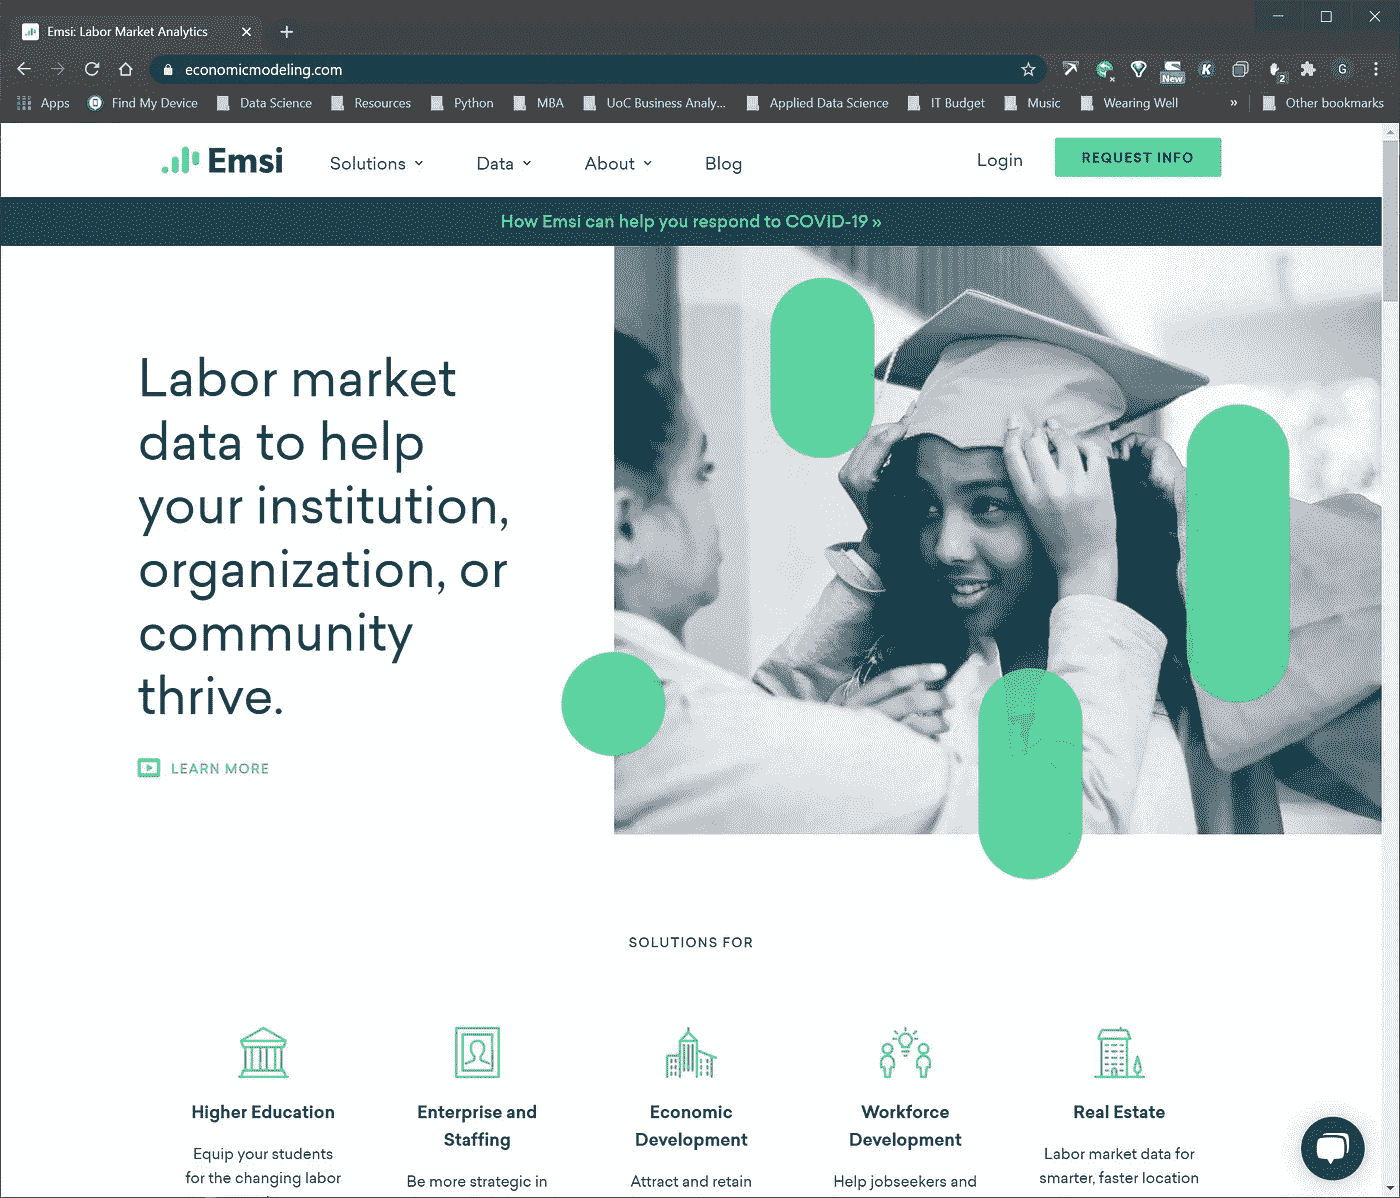 Emsi: Labor Market Analytics
economicmodeling.com
New
K
2
G
Apps Find My Device Data Science Resources Python MBA UoC Business Analy... Applied Data Science IT Budget Music Wearing Well » Other bookmarks
Emsi Solutions Data About Blog Login REQUEST INFO
How Emsi can help you respond to COVID-19 »
Labor market
data to help
your institution,
organization, or
community
thrive.
LEARN MORE
SOLUTIONS FOR
Higher Education
Equip your students
for the changing labor
Enterprise and
Staffing
Be more strategic in
Economic
Development
Attract and retain
Workforce
Development
Help jobseekers and
Real Estate
Labor market data for
smarter, faster location